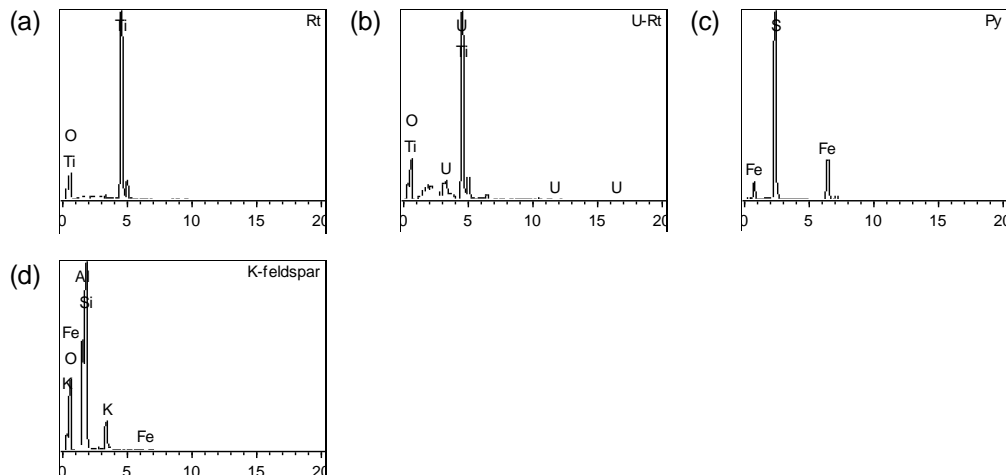 (a)
Rt
Ti
O
Ti
0 5 10 15 20
(b)
U-Rt
U
Ti
O
Ti
U
U U
0 5 10 15 20
(c)
Py
S
Fe
Fe
0 5 10 15 20
(d)
K-feldspar
Al
Si
Fe
O
K
K
Fe
0 5 10 15 20